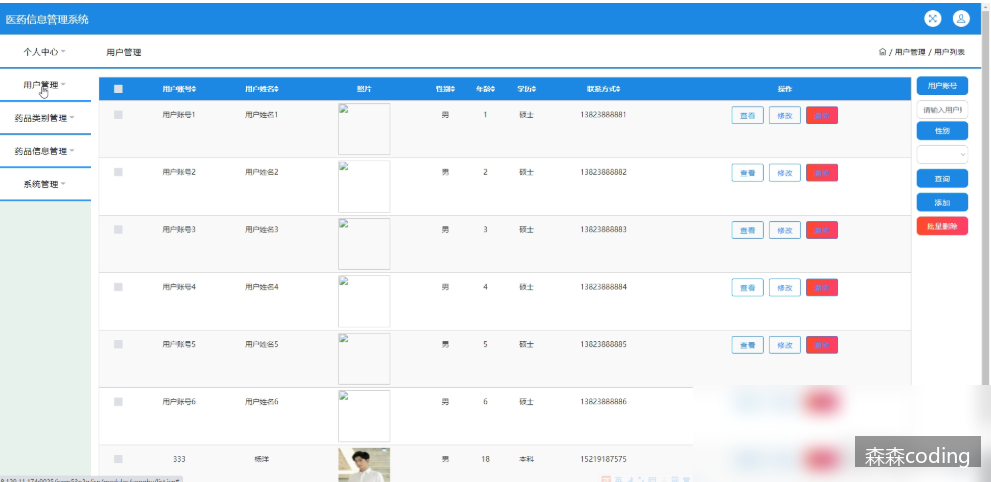 医药信息管理系统
个人中心 用户管理 / 用户管理 / 用户列表
用户管理
药品类别管理
药品信息管理
系统管理
用户账号 用户姓名 照片 性别 年龄 学历 联系方式 操作
用户账号1 用户姓名1 男 1 硕士 13823888881 查看 修改 删除
用户账号2 用户姓名2 男 2 硕士 13823888882 查看 修改 删除
用户账号3 用户姓名3 男 3 硕士 13823888883 查看 修改 删除
用户账号4 用户姓名4 男 4 硕士 13823888884 查看 修改 删除
用户账号5 用户姓名5 男 5 硕士 13823888885 查看 修改 删除
用户账号6 用户姓名6 男 6 硕士 13823888886
333 杨洋 男 18 本科 15219187575
用户账号
请输入用户
性别
查询
添加
批量删除
森森coding